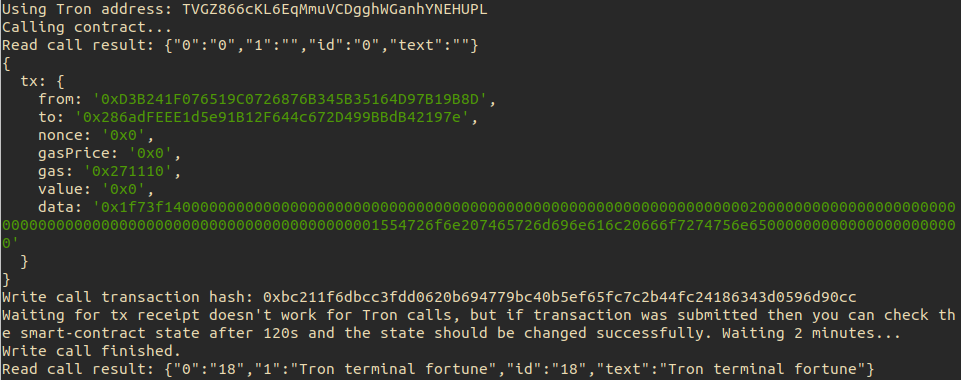 Using Tron address: TVGZ866cKL6EqMmuVCDgghWGanhYNEHUPL
Calling contract...
Read call result: {"0":"0","1":"","id":"0","text":""}
{
  tx: {
    from: '0xD3B241F076519C0726876B345B35164D97B19B8D',
    to: '0x286adFEEE1d5e91B12F644c672D499BBdB42197e',
    nonce: '0x0',
    gasPrice: '0x0',
    gas: '0x271110',
    value: '0x0',
    data: '0x1f73f14000000000000000000000000000000000000000000000000000000000000000002000000000000000000000
000000000000000000000000000000000000000001554726f6e207465726d696e616c20666f7274756e65000000000000000000000
0'
  }
}
Write call transaction hash: 0xbc211f6dbcc3fdd0620b694779bc40b5ef65fc7c2b44fc24186343d0596d90cc
Waiting for tx receipt doesn't work for Tron calls, but if transaction was submitted then you can check th
e smart-contract state after 120s and the state should be changed successfully. Waiting 2 minutes...
Write call finished.
Read call result: {"0":"18","1":"Tron terminal fortune","id":"18","text":"Tron terminal fortune"}